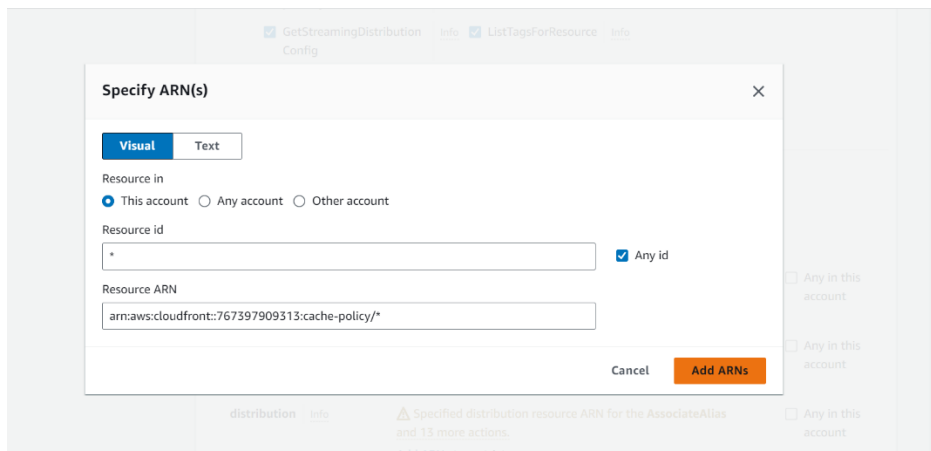 GetStreamingDistribution Info ListTagsForResource Info
Config
Specify ARN(s)
Visual Text
Resource in
This account Any account Other account
Resource id
*
Any id
Resource ARN
arn:aws:cloudfront::767397909313:cache-policy/*
Any in this
account
Any in this
account
Cancel Add ARNs
distribution Info Specified distribution resource ARN for the AssociateAlias Any in this
and 13 more actions. account